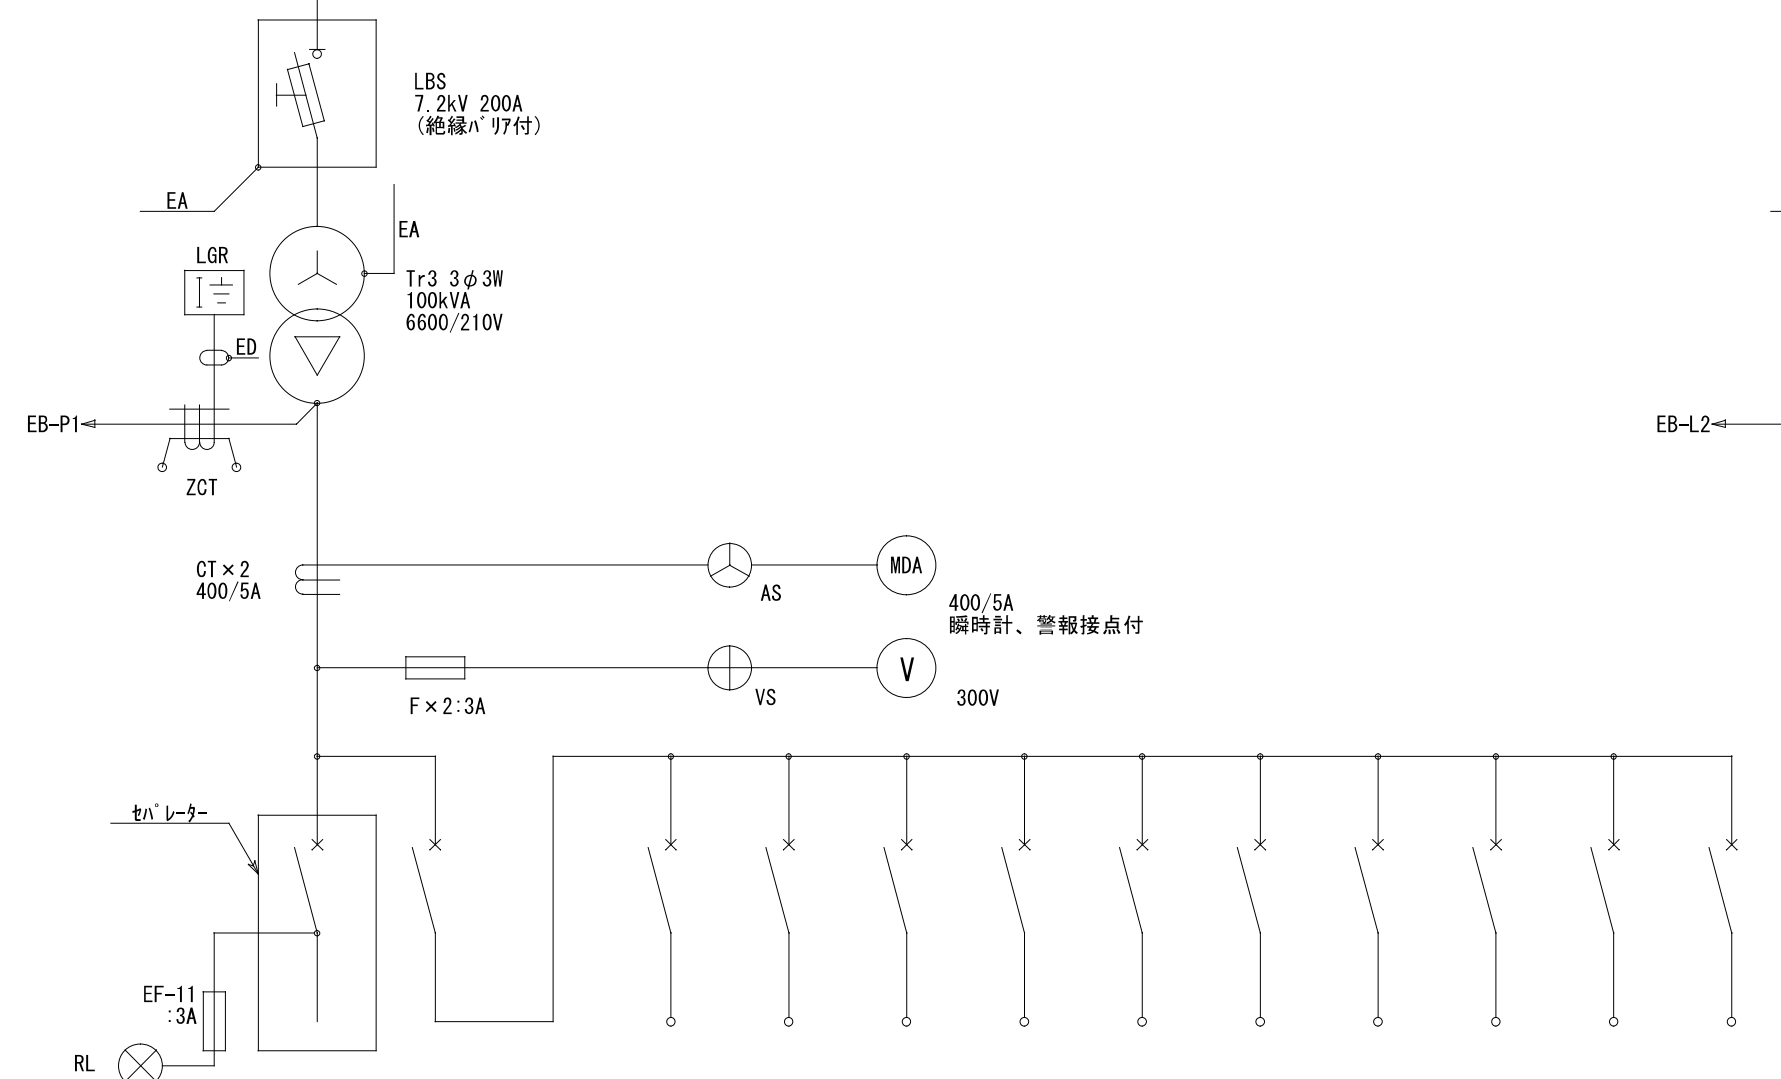 LBS
7.2kV 200A
(絶縁ﾊﾞﾘｱ付)
EA
EA
LGR
Tr3 3φ3W
100kVA
6600/210V
ED
EB-P1
EB-L2
ZCT
CT×2
400/5A
MDA
AS
400/5A
瞬時計、警報接点付
V
VS
300V
F×2:3A
ｾﾊﾟﾚｰﾀｰ
EF-11
:3A
RL